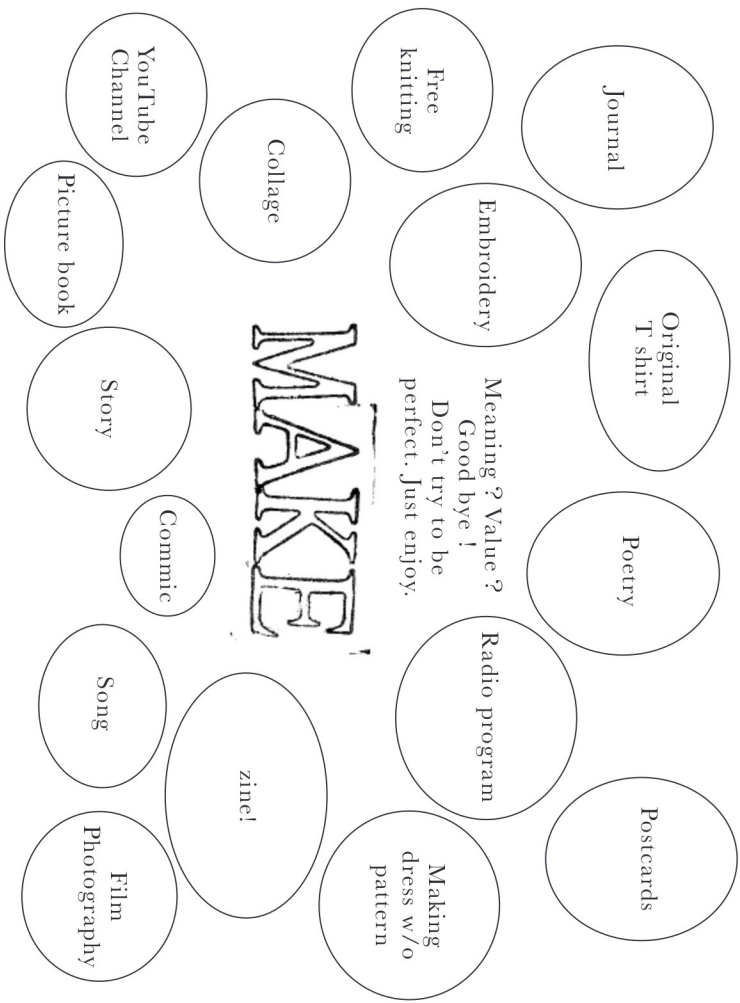 Journal
Original
T shirt
Poetry
Postcards
Free
knitting
Embroidery
Meaning ? Value ?
Good bye !
Don't try to be
perfect. Just enjoy.
Radio program
Making
dress w/o
pattern
Collage
MAKE
zine!
YouTube
Channel
Picture book
Story
Commic
Song
Film
Photography